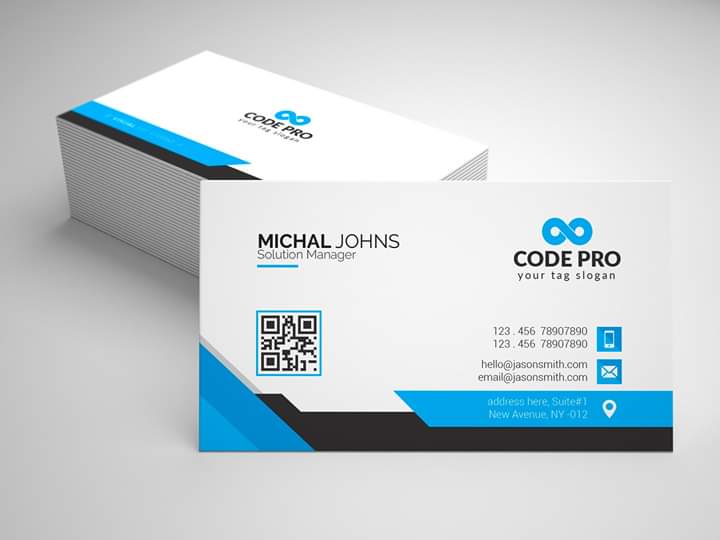 CODE PRO
your tag slogan
MICHAL JOHNS
Solution Manager
CODE PRO
your tag slogan
123 . 456 78907890
123 . 456 78907890
hello@jasonsmith.com
email@jasonsmith.com
address here, Suite#1
New Avenue, NY -012